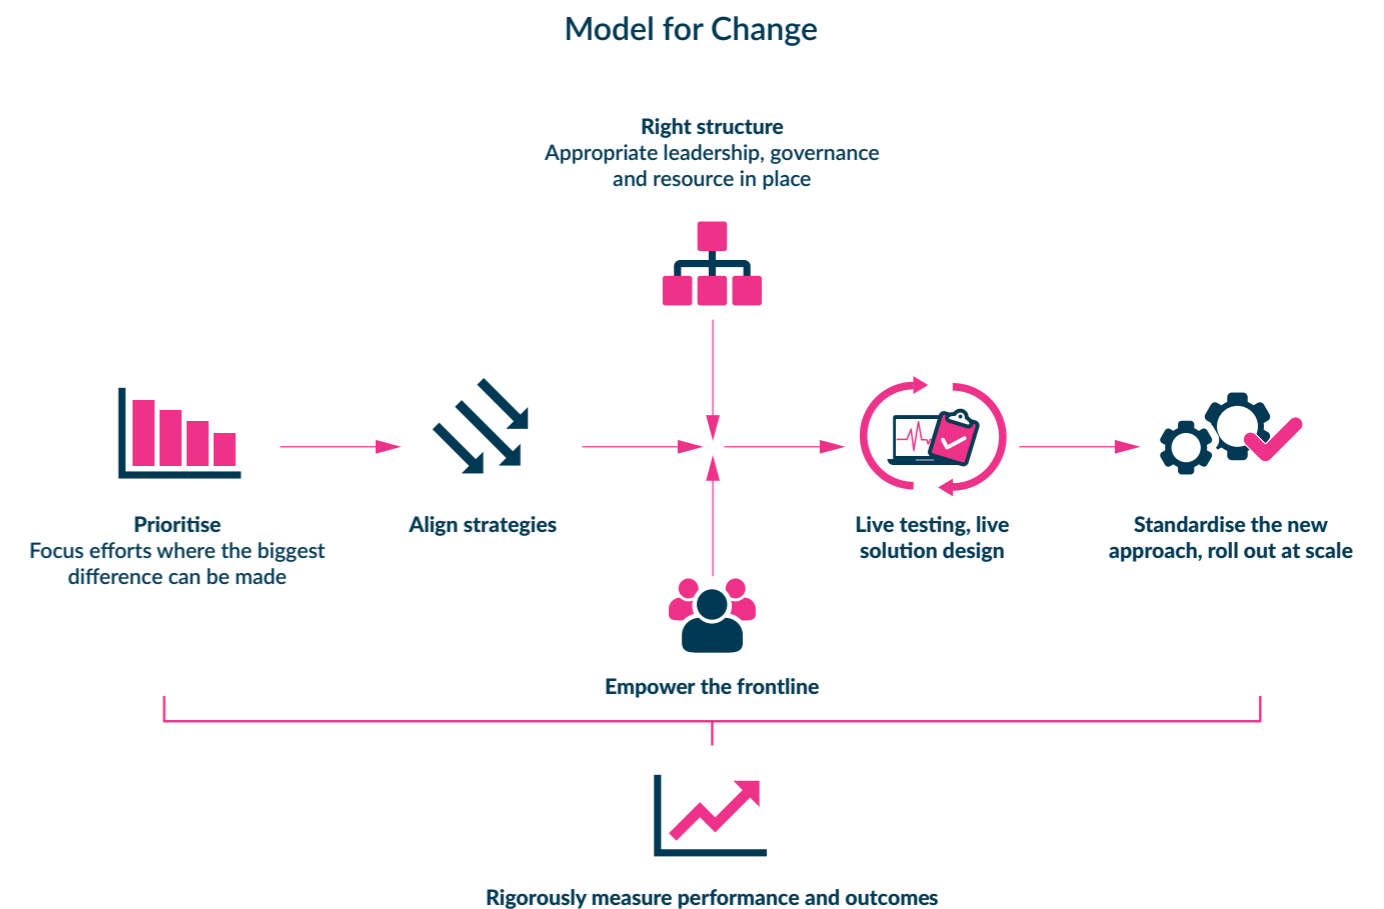 Model for Change
Right structure
Appropriate leadership, governance
and resource in place
Prioritise
Focus efforts where the biggest
difference can be made
Align strategies
Live testing, live
solution design
Standardise the new
approach, roll out at scale
Empower the frontline
Rigorously measure performance and outcomes